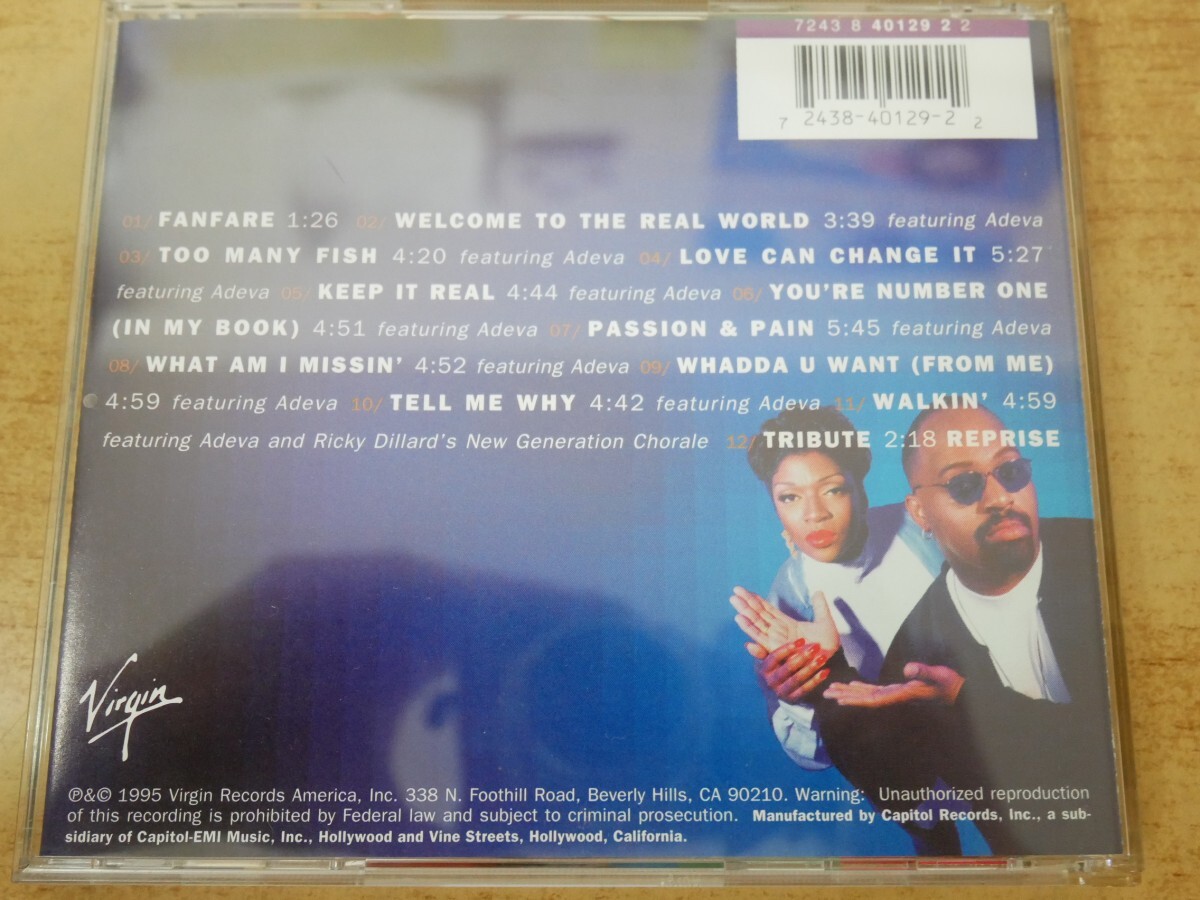 7243 8 40129 2 2
7 2438-40129-2 2
01/ FANFARE 1:26 02/ WELCOME TO THE REAL WORLD 3:39 featuring Adeva
03/ TOO MANY FISH 4:20 featuring Adeva 04/ LOVE CAN CHANGE IT 5:27
featuring Adeva 05/ KEEP IT REAL 4:44 featuring Adeva 06/ YOU'RE NUMBER ONE
(IN MY BOOK) 4:51 featuring Adeva 07/ PASSION & PAIN 5:45 featuring Adeva
08/ WHAT AM I MISSIN' 4:52 featuring Adeva 09/ WHADDA U WANT (FROM ME)
4:59 featuring Adeva 10/ TELL ME WHY 4:42 featuring Adeva 11/ WALKIN' 4:59
featuring Adeva and Ricky Dillard's New Generation Chorale 12/ TRIBUTE 2:18 REPRISE
Virgin
℗&© 1995 Virgin Records America, Inc. 338 N. Foothill Road, Beverly Hills, CA 90210. Warning: Unauthorized reproduction
of this recording is prohibited by Federal law and subject to criminal prosecution. Manufactured by Capitol Records, Inc., a sub-
sidiary of Capitol-EMI Music, Inc., Hollywood and Vine Streets, Hollywood, California.